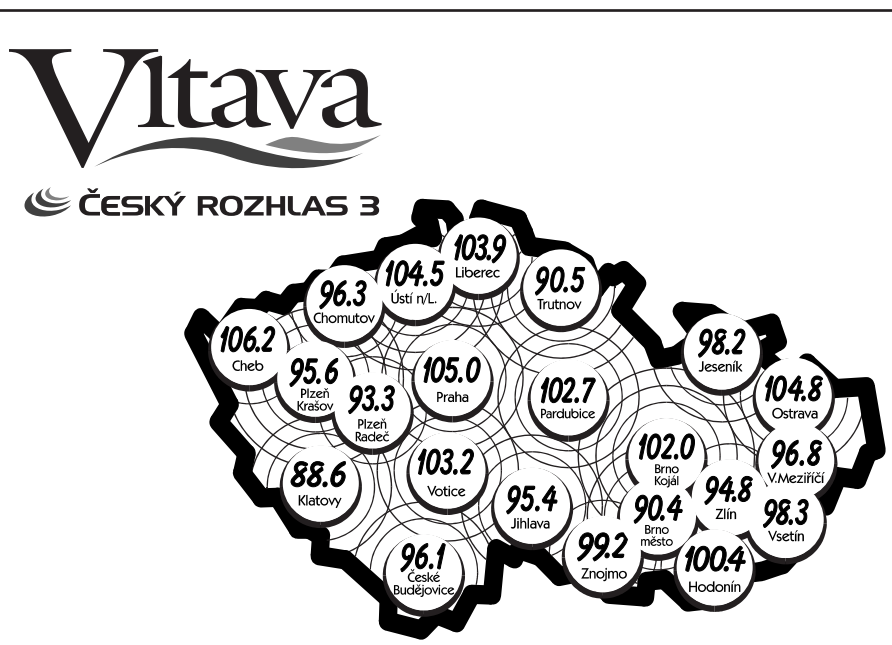 Vltava
ČESKÝ ROZHLAS 3
103.9
Liberec
104.5
Ústí n/L.
90.5
Trutnov
96.3
Chomutov
106.2
Cheb
98.2
Jeseník
95.6
Plzeň
Krašov
105.0
Praha
93.3
Plzeň
Radeč
102.7
Pardubice
104.8
Ostrava
102.0
Brno
Kojál
96.8
V.Meziříčí
88.6
Klatovy
103.2
Votice
95.4
Jihlava
94.8
Zlín
90.4
Brno
město
98.3
Vsetín
99.2
Znojmo
96.1
České
Budějovice
100.4
Hodonín